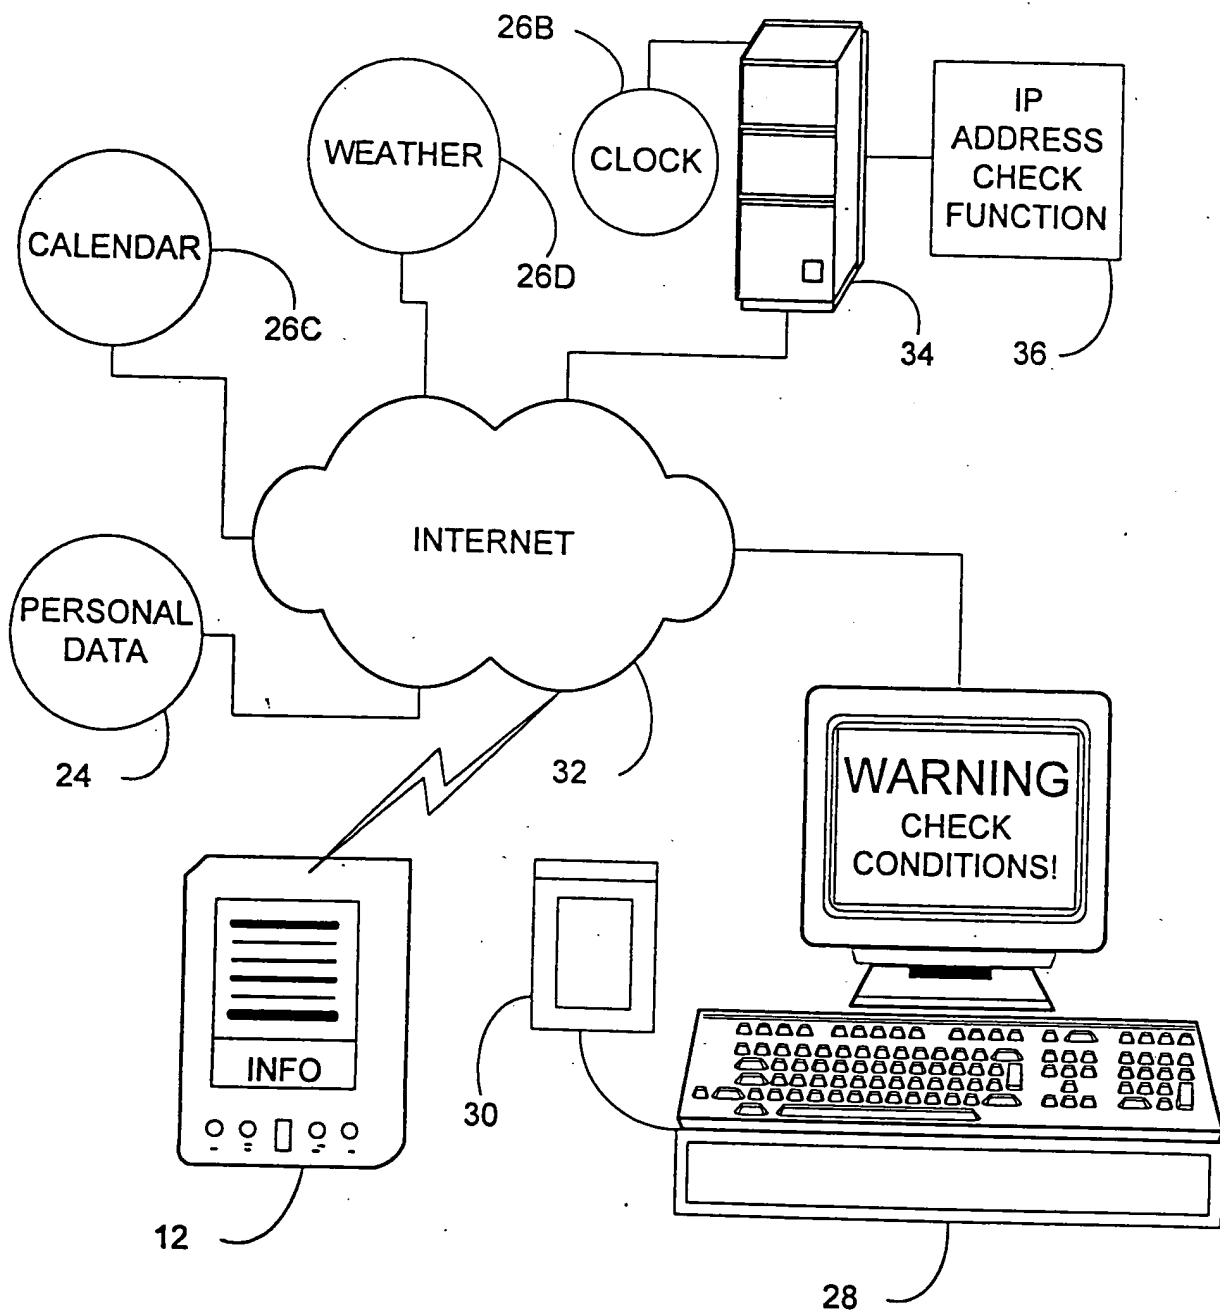 26B
IP
ADDRESS
CHECK
FUNCTION
WEATHER
CLOCK
CALENDAR
26D
26C
34
36
INTERNET
PERSONAL
DATA
24
32
WARNING
CHECK
CONDITIONS!
INFO
30
12
28